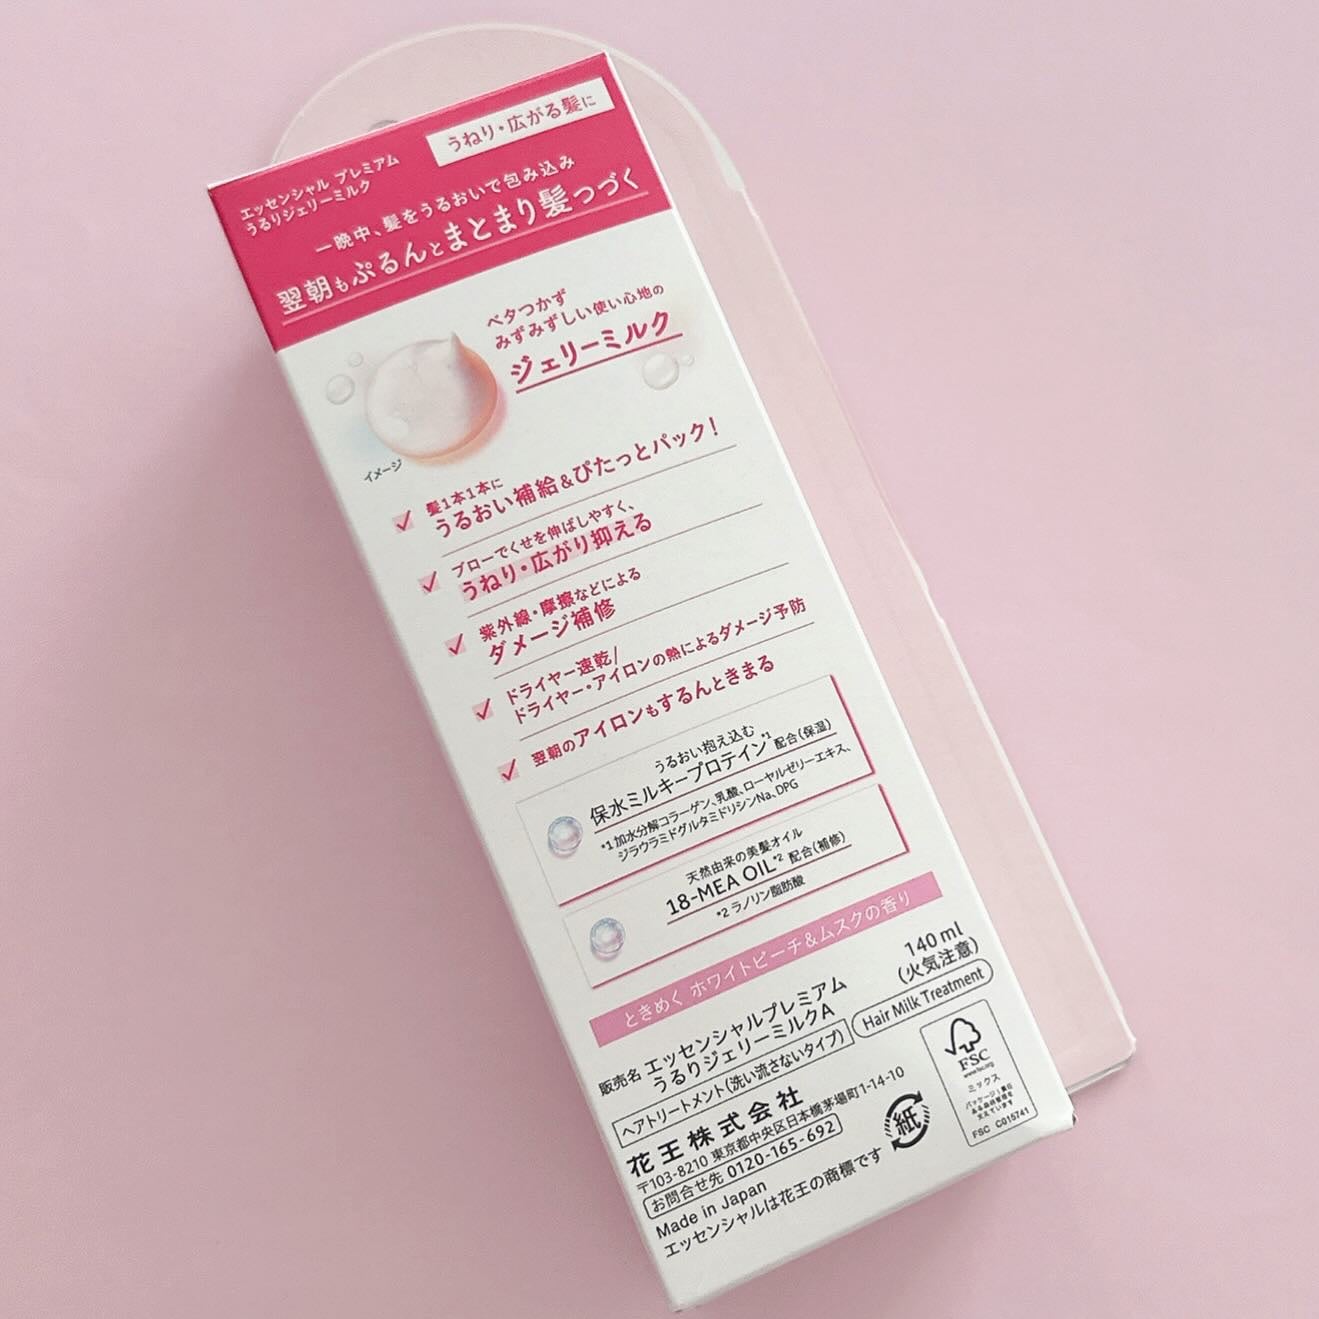 うねり・広がる髪に
エッセンシャル プレミアム
うるりジェリーミルク
一晩中、髪をうるおいで包み込み
翌朝もぷるんとまとまり髪つづく
ベタつかず
みずみずしい使い心地の
ジェリーミルク
イメージ
髪1本1本に
うるおい補給&ぴたっとパック!
ブローでくせを伸ばしやすく、
うねり・広がり抑える
紫外線・摩擦などによる
ダメージ補修
ドライヤー速乾/
ドライヤー・アイロンの熱によるダメージ予防
翌朝のアイロンもするんときまる
うるおい抱え込む
保水ミルキープロテイン*1 配合(保湿)
*1 加水分解コラーゲン、乳酸、ローヤルゼリーエキス、
ジラウラミドグルタミドリシンNa、DPG
天然由来の美髪オイル
18-MEA OIL*2 配合(補修)
*2 ラノリン脂肪酸
ときめく ホワイトピーチ&ムスクの香り
140 ml
(火気注意)
販売名 エッセンシャルプレミアム
うるりジェリーミルクA
Hair Milk Treatment
ヘアトリートメント(洗い流さないタイプ)
花王株式会社
〒103-8210 東京都中央区日本橋茅場町1-14-10
お問合せ先 0120-165-692
Made in Japan
エッセンシャルは花王の商標です
紙
FSC
www.fsc.org
ミックス
パッケージ|責任
ある森林管理を
支えています
FSC C015741